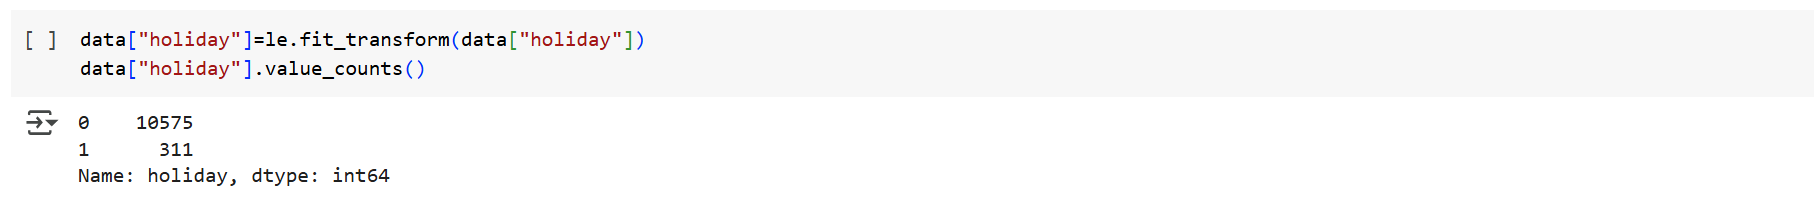 [ ] data["holiday"]=le.fit_transform(data["holiday"])
data["holiday"].value_counts()
0    10575
1      311
Name: holiday, dtype: int64